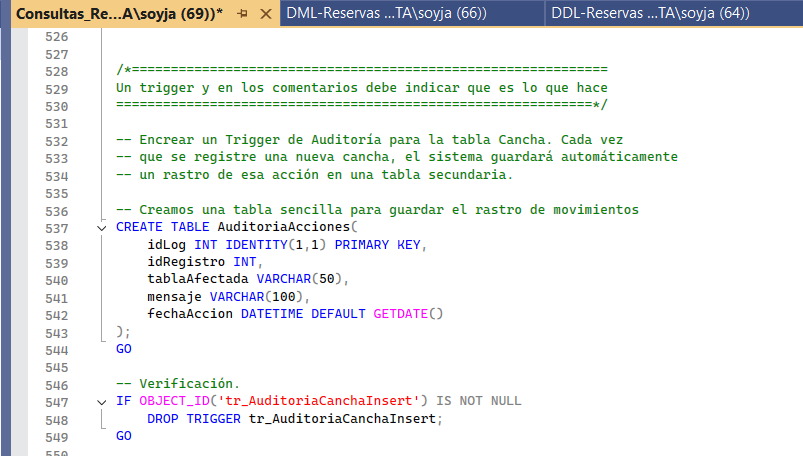 Consultas_Re...A\soyja (69))*
DML-Reservas ...TA\soyja (66))
DDL-Reservas ...TA\soyja (64))
526
527
528 /*=============================================================
529 Un trigger y en los comentarios debe indicar que es lo que hace
530 =============================================================*/
531
532 -- Encrear un Trigger de Auditoría para la tabla Cancha. Cada vez
533 -- que se registre una nueva cancha, el sistema guardará automáticamente
534 -- un rastro de esa acción en una tabla secundaria.
535
536 -- Creamos una tabla sencilla para guardar el rastro de movimientos
537 CREATE TABLE AuditoriaAcciones(
538 idLog INT IDENTITY(1,1) PRIMARY KEY,
539 idRegistro INT,
540 tablaAfectada VARCHAR(50),
541 mensaje VARCHAR(100),
542 fechaAccion DATETIME DEFAULT GETDATE()
543 );
544 GO
545
546 -- Verificación.
547 IF OBJECT_ID('tr_AuditoriaCanchaInsert') IS NOT NULL
548 DROP TRIGGER tr_AuditoriaCanchaInsert;
549 GO
550